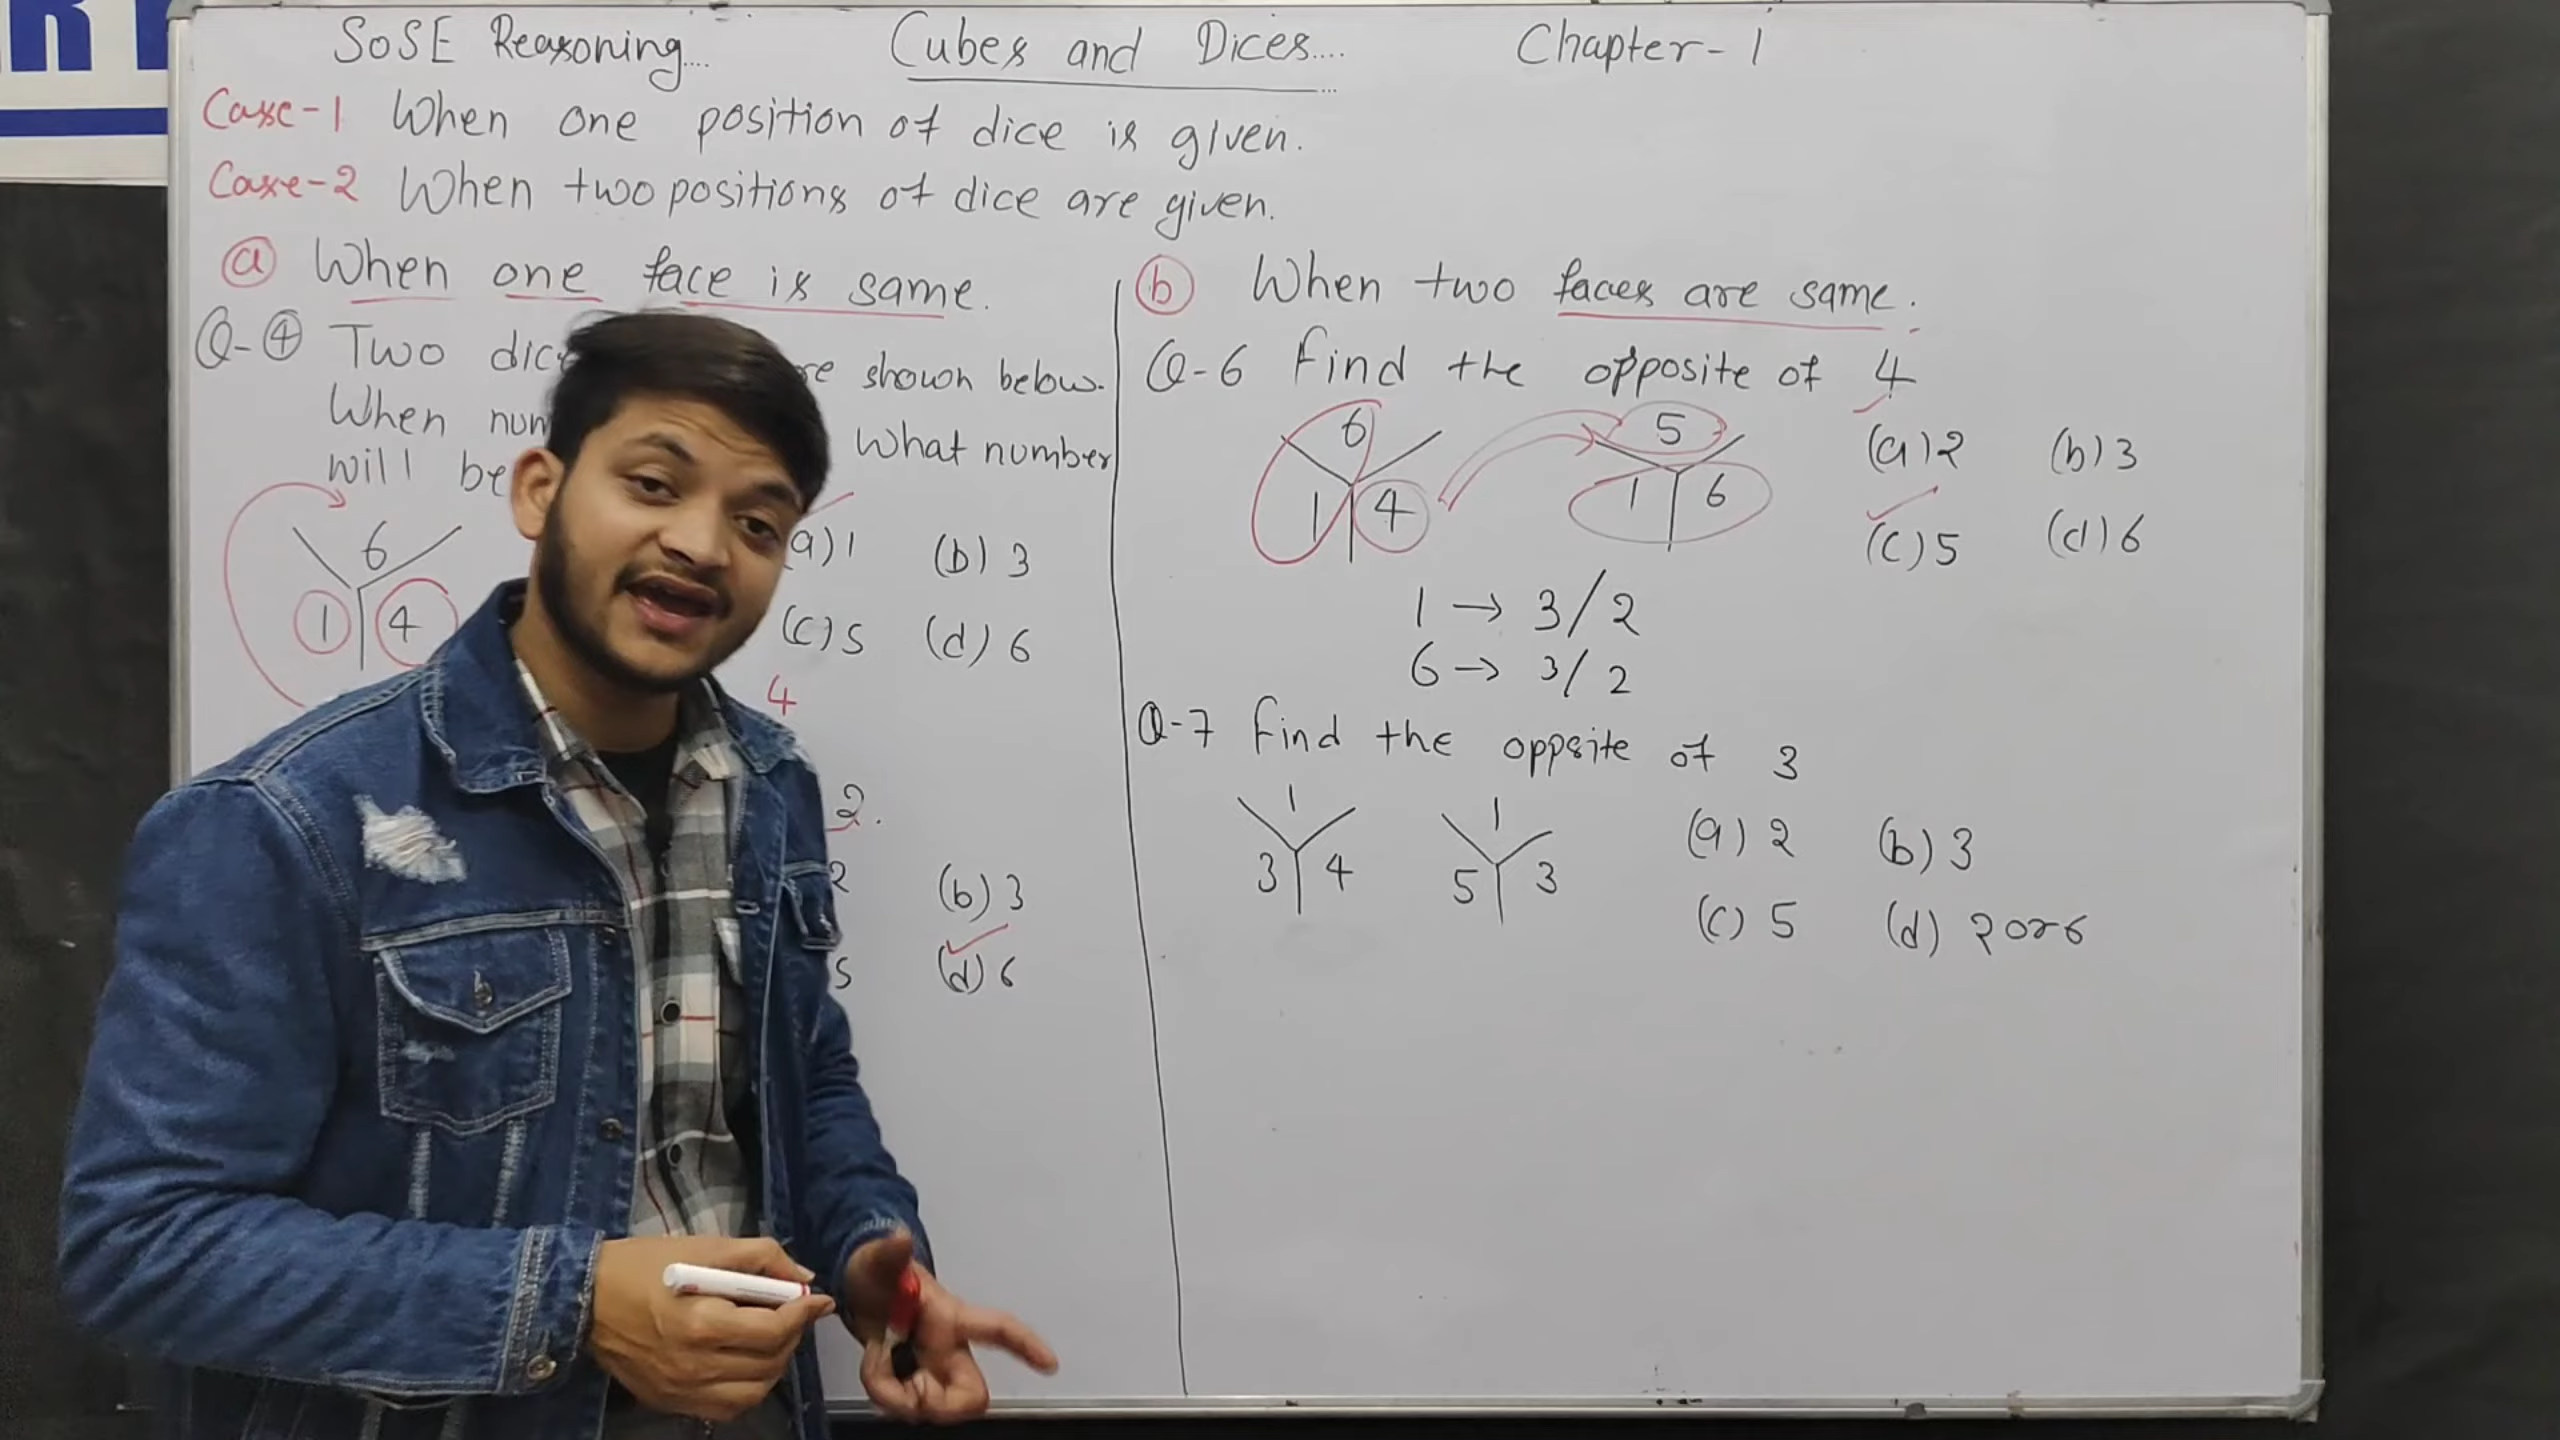 SoSE Reasoning.... Cubes and Dices.... Chapter-1
Case-1 When one position of dice is given.
Case-2 When two positions of dice are given.
(a) When one face is same.
Q-④ Two dice are shown below.
When num What number
will be
6
1 4
(a) 1 (b) 3
(c) 5 (d) 6
4
2.
2 (b) 3
5 (d) 6
(b) When two faces are same.
Q-6 Find the opposite of 4
6 5
1 4 1 6
(a) 2 (b) 3
(c) 5 (d) 6
1 → 3/2
6 → 3/2
Q-7 Find the oppsite of 3
1 1
3 4 5 3
(a) 2 (b) 3
(c) 5 (d) 2 or 6